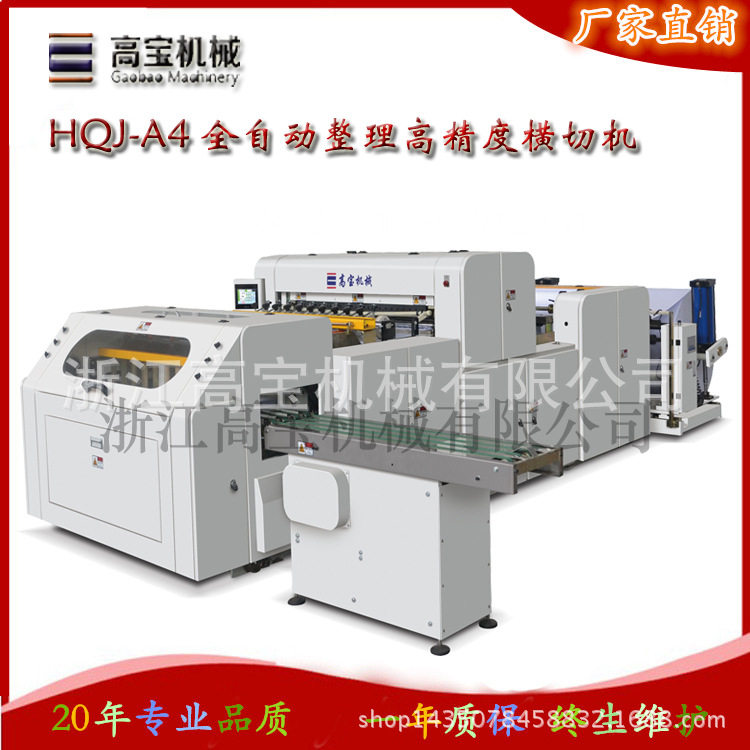 厂家直销
高宝机械
Gaobao Machinery
HQJ-A4 全自动整理高精度横切机
高宝机械
浙江高宝机械有限公司
浙江高宝机械有限公司
20年专业品质 一年质保 终生维护